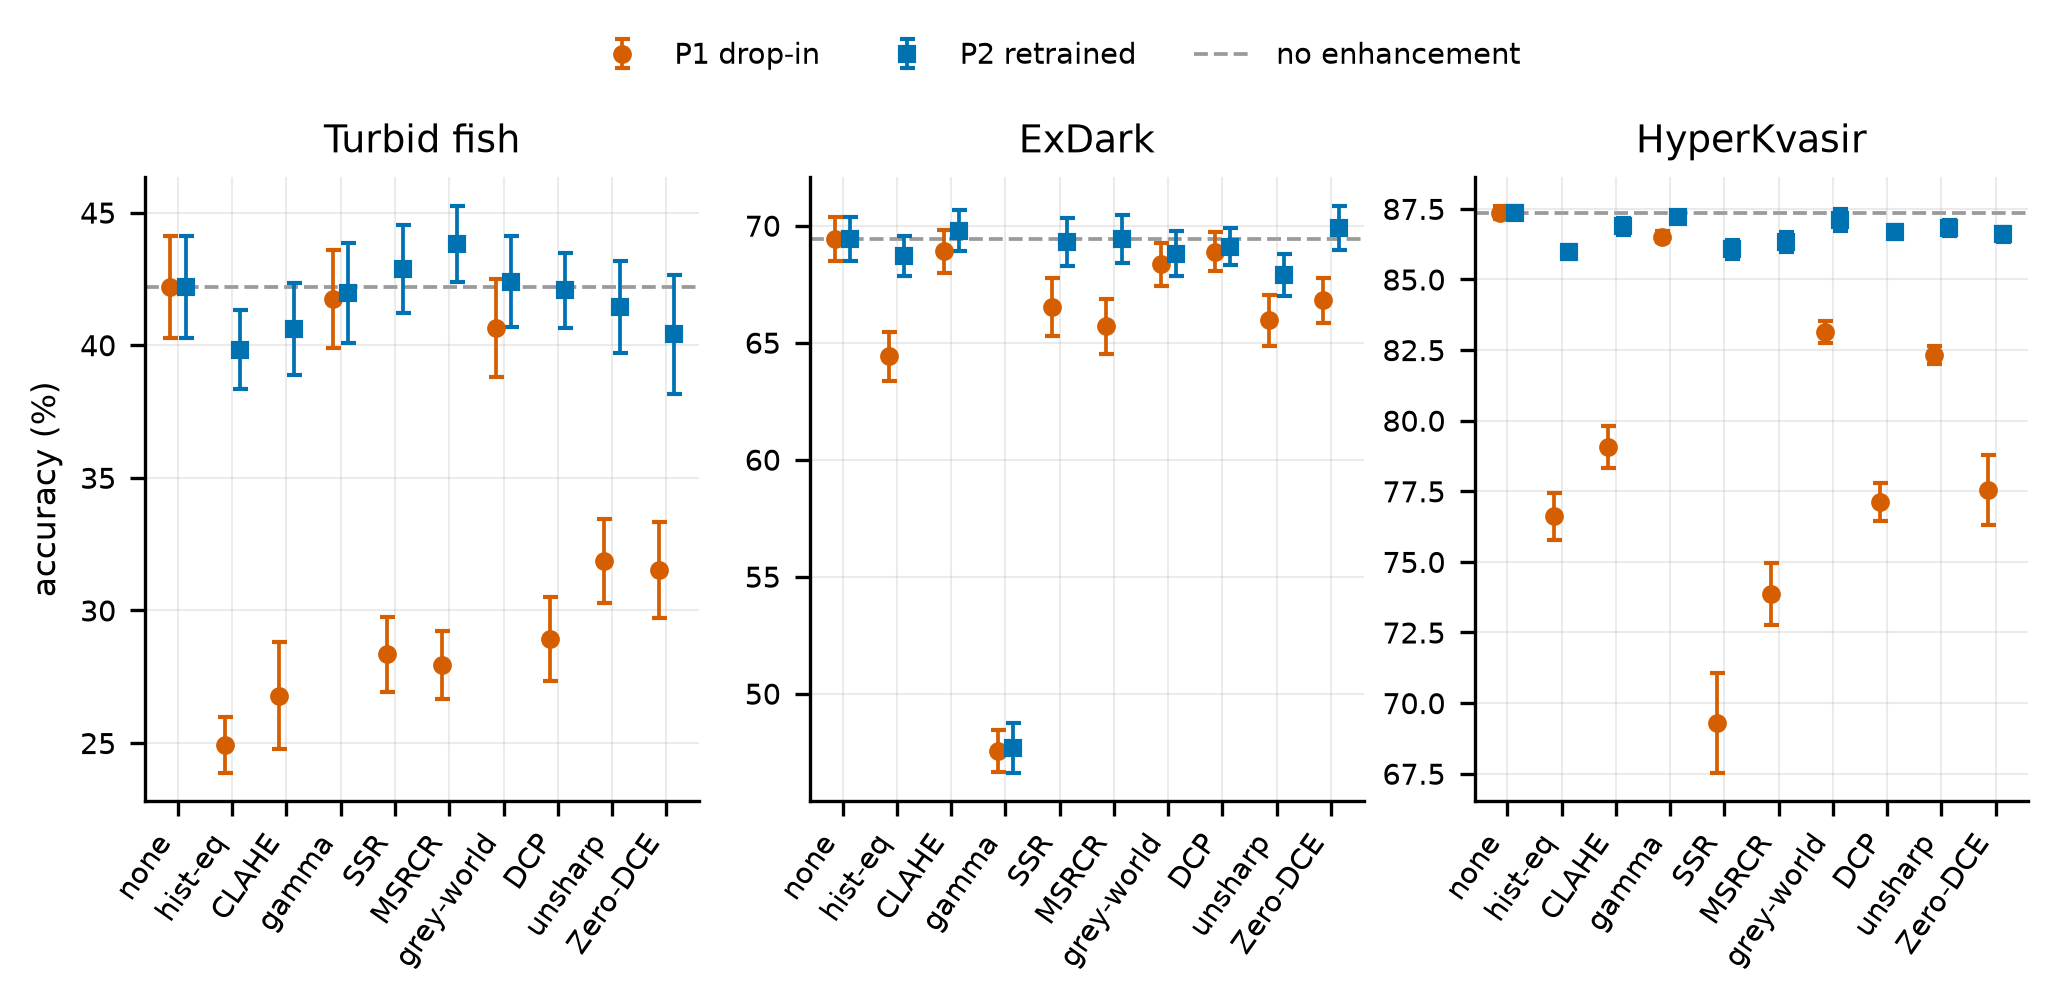 P1 drop-in P2 retrained no enhancement
Turbid fish
accuracy (%)
45
40
35
30
25
none hist-eq CLAHE gamma SSR MSRCR grey-world DCP unsharp Zero-DCE
ExDark
70
65
60
55
50
none hist-eq CLAHE gamma SSR MSRCR grey-world DCP unsharp Zero-DCE
HyperKvasir
87.5
85.0
82.5
80.0
77.5
75.0
72.5
70.0
67.5
none hist-eq CLAHE gamma SSR MSRCR grey-world DCP unsharp Zero-DCE